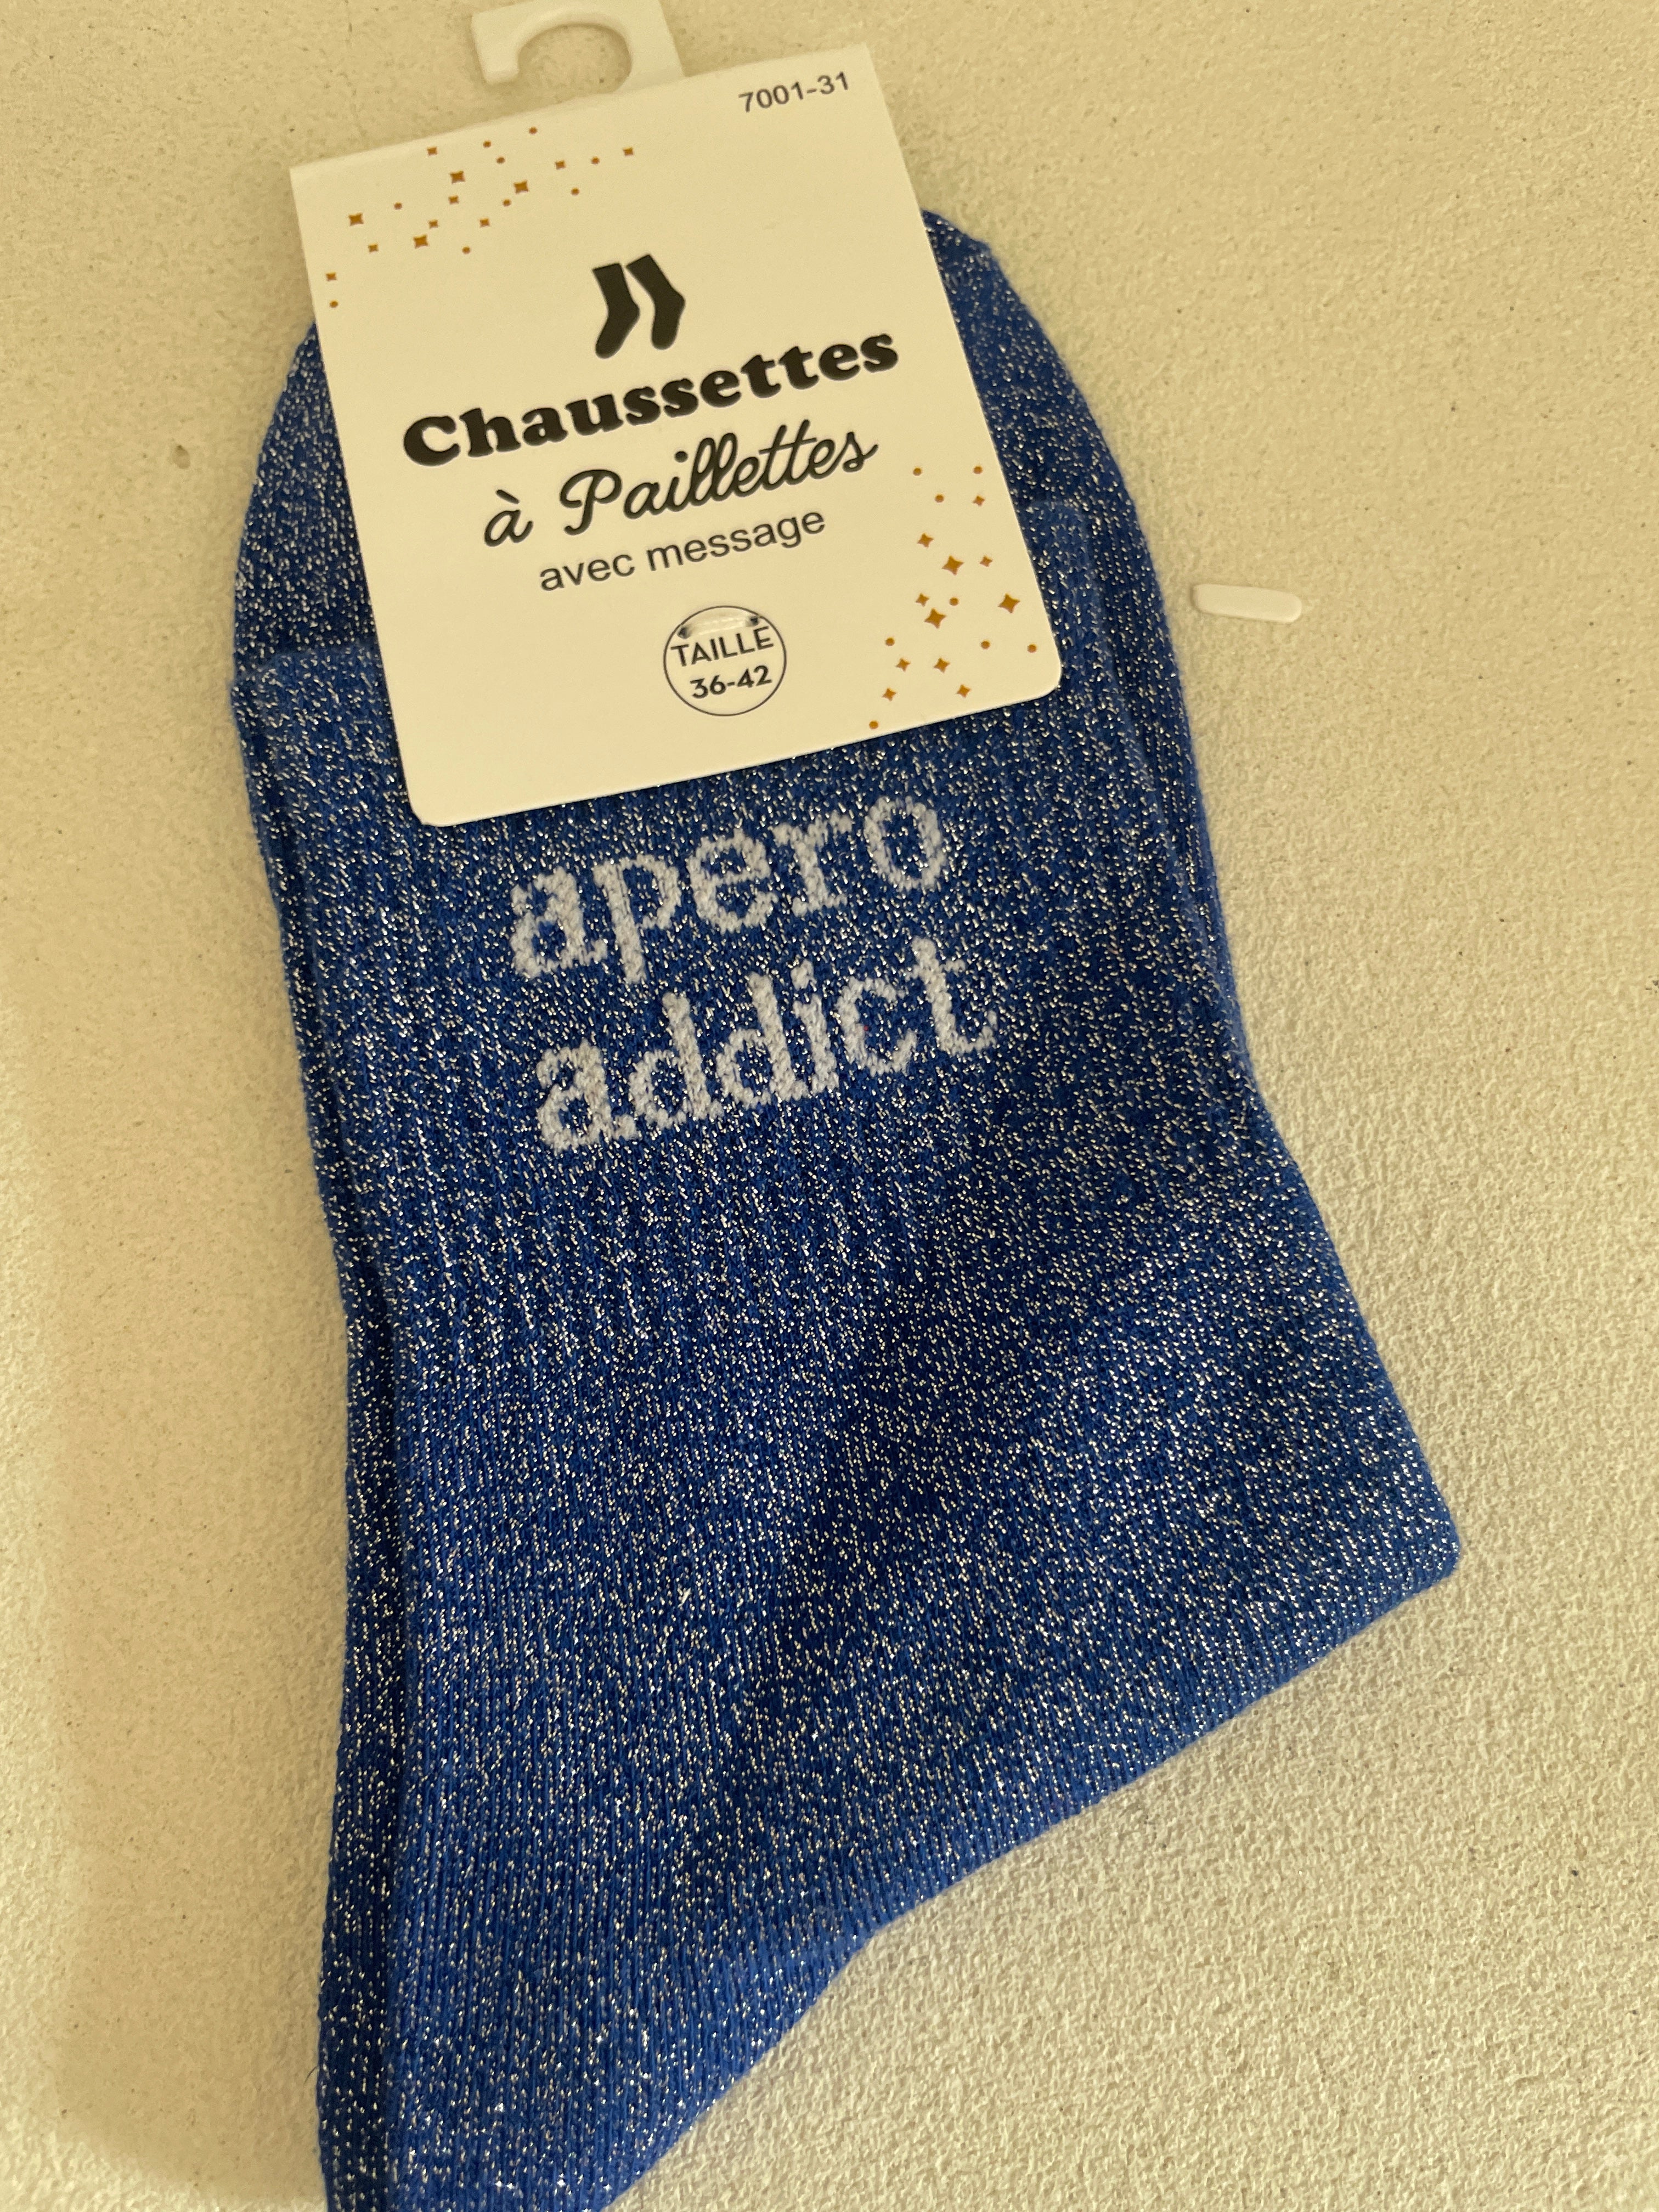 7001-31
Chaussettes
à Paillettes
avec message
TAILLE
36-42
apero
addict